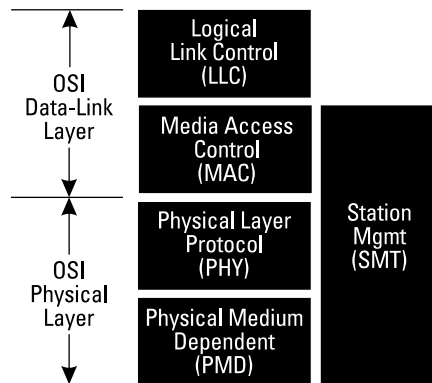 OSI
Data-Link
Layer
Logical
Link Control
(LLC)
Media Access
Control
(MAC)
OSI
Physical
Layer
Physical Layer
Protocol
(PHY)
Physical Medium
Dependent
(PMD)
Station
Mgmt
(SMT)